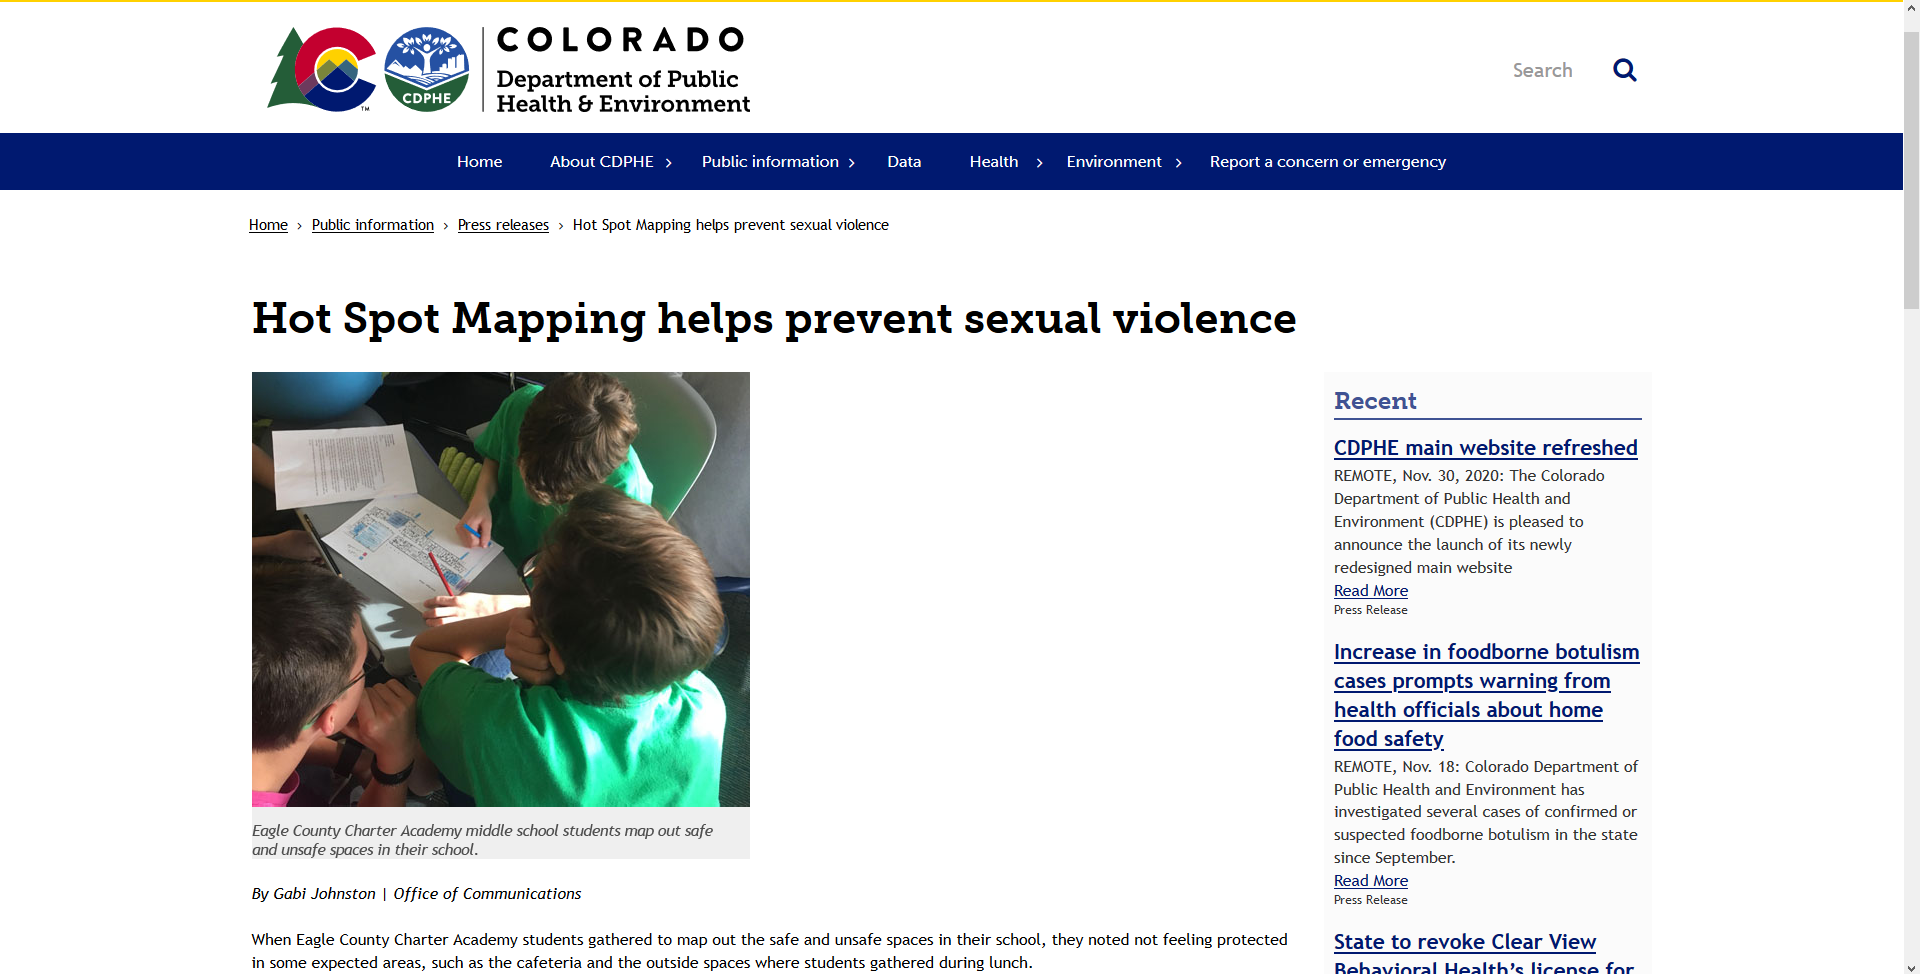 COLORADO
Department of Public
Health & Environment
CDPHE
TM
Search
Home
About CDPHE
Public information
Data
Health
Environment
Report a concern or emergency
Home › Public information › Press releases › Hot Spot Mapping helps prevent sexual violence
Hot Spot Mapping helps prevent sexual violence
Eagle County Charter Academy middle school students map out safe
and unsafe spaces in their school.
By Gabi Johnston | Office of Communications
When Eagle County Charter Academy students gathered to map out the safe and unsafe spaces in their school, they noted not feeling protected
in some expected areas, such as the cafeteria and the outside spaces where students gathered during lunch.
Recent
CDPHE main website refreshed
REMOTE, Nov. 30, 2020: The Colorado
Department of Public Health and
Environment (CDPHE) is pleased to
announce the launch of its newly
redesigned main website
Read More
Press Release
Increase in foodborne botulism
cases prompts warning from
health officials about home
food safety
REMOTE, Nov. 18: Colorado Department of
Public Health and Environment has
investigated several cases of confirmed or
suspected foodborne botulism in the state
since September.
Read More
Press Release
State to revoke Clear View
Behavioral Health's license for